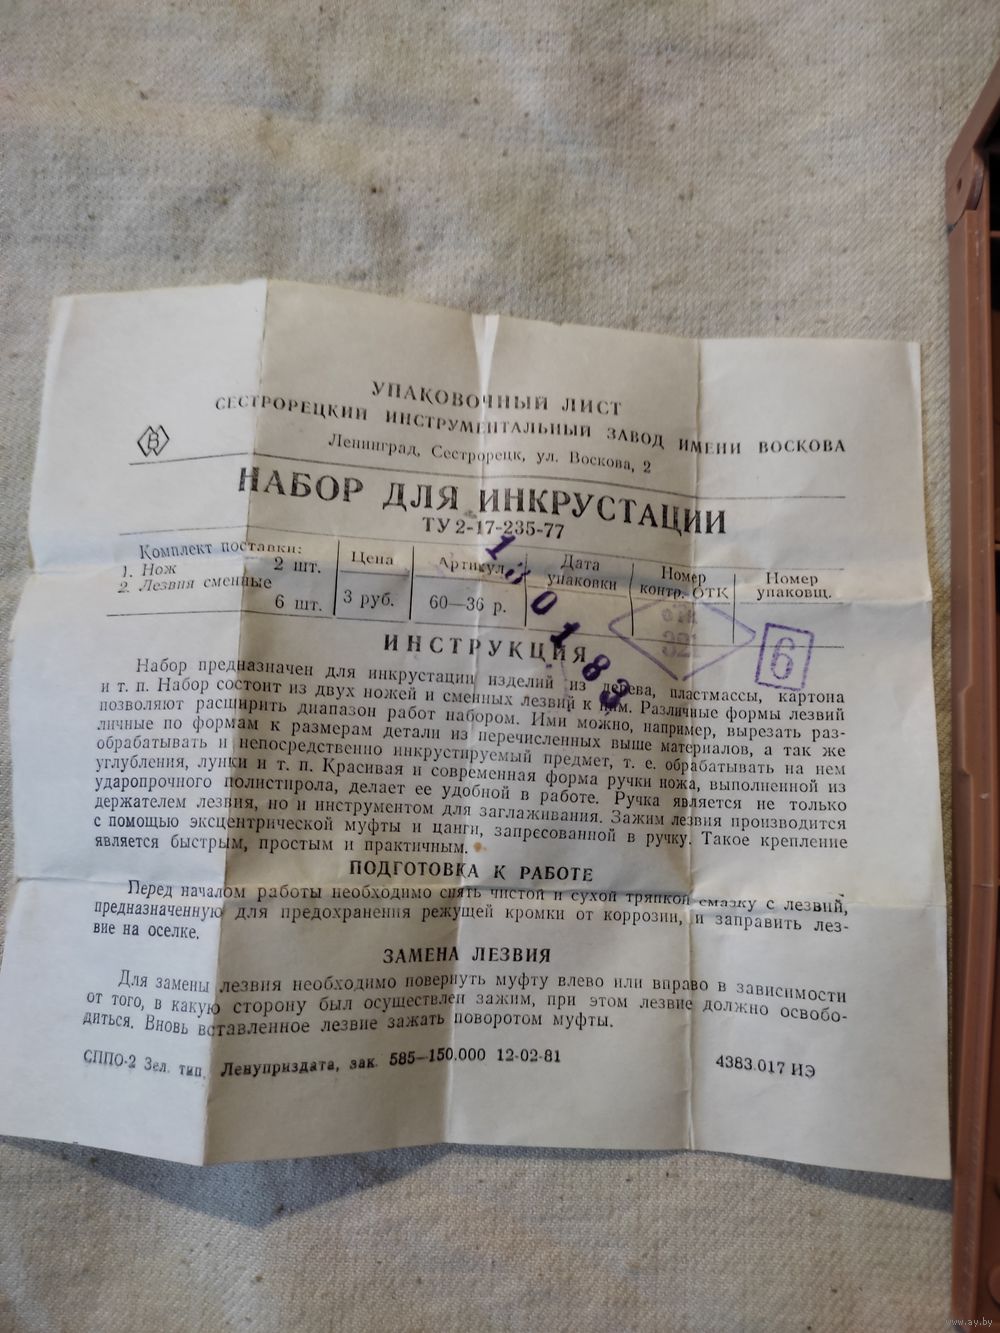 УПАКОВОЧНЫЙ ЛИСТ
СЕСТРОРЕЦКИЙ ИНСТРУМЕНТАЛЬНЫЙ ЗАВОД ИМЕНИ ВОСКОВА
Ленинград, Сестрорецк, ул. Воскова, 2
НАБОР ДЛЯ ИНКРУСТАЦИИ
ТУ 2-17-235-77
Комплект поставки:
1. Нож 2 шт.
2. Лезвия сменные
6 шт.
Цена
3 руб.
Артикул
60—36 р.
Дата
упаковки
130183
Номер
контр. ОТК
ОТК
321
Номер
упаковщ.
6
ИНСТРУКЦИЯ
Набор предназначен для инкрустации изделий из дерева, пластмассы, картона
и т. п. Набор состоит из двух ножей и сменных лезвий к ним. Различные формы лезвий
позволяют расширить диапазон работ набором. Ими можно, например, вырезать раз-
личные по формам к размерам детали из перечисленных выше материалов, а так же
обрабатывать и непосредственно инкрустируемый предмет, т. е. обрабатывать на нем
углубления, лунки и т. п. Красивая и современная форма ручки ножа, выполненной из
ударопрочного полистирола, делает ее удобной в работе. Ручка является не только
держателем лезвия, но и инструментом для заглаживания. Зажим лезвия производится
с помощью эксцентрической муфты и цанги, запрессованной в ручку. Такое крепление
является быстрым, простым и практичным.
ПОДГОТОВКА К РАБОТЕ
Перед началом работы необходимо снять чистой и сухой тряпкой смазку с лезвий,
предназначенную для предохранения режущей кромки от коррозии, и заправить лез-
вие на оселке.
ЗАМЕНА ЛЕЗВИЯ
Для замены лезвия необходимо повернуть муфту влево или вправо в зависимости
от того, в какую сторону был осуществлен зажим, при этом лезвие должно освобо-
диться. Вновь вставленное лезвие зажать поворотом муфты.
СППО-2 Зел. тип. Ленуприздата, зак. 585—150.000 12-02-81
4383.017 ИЭ
www.ay.by